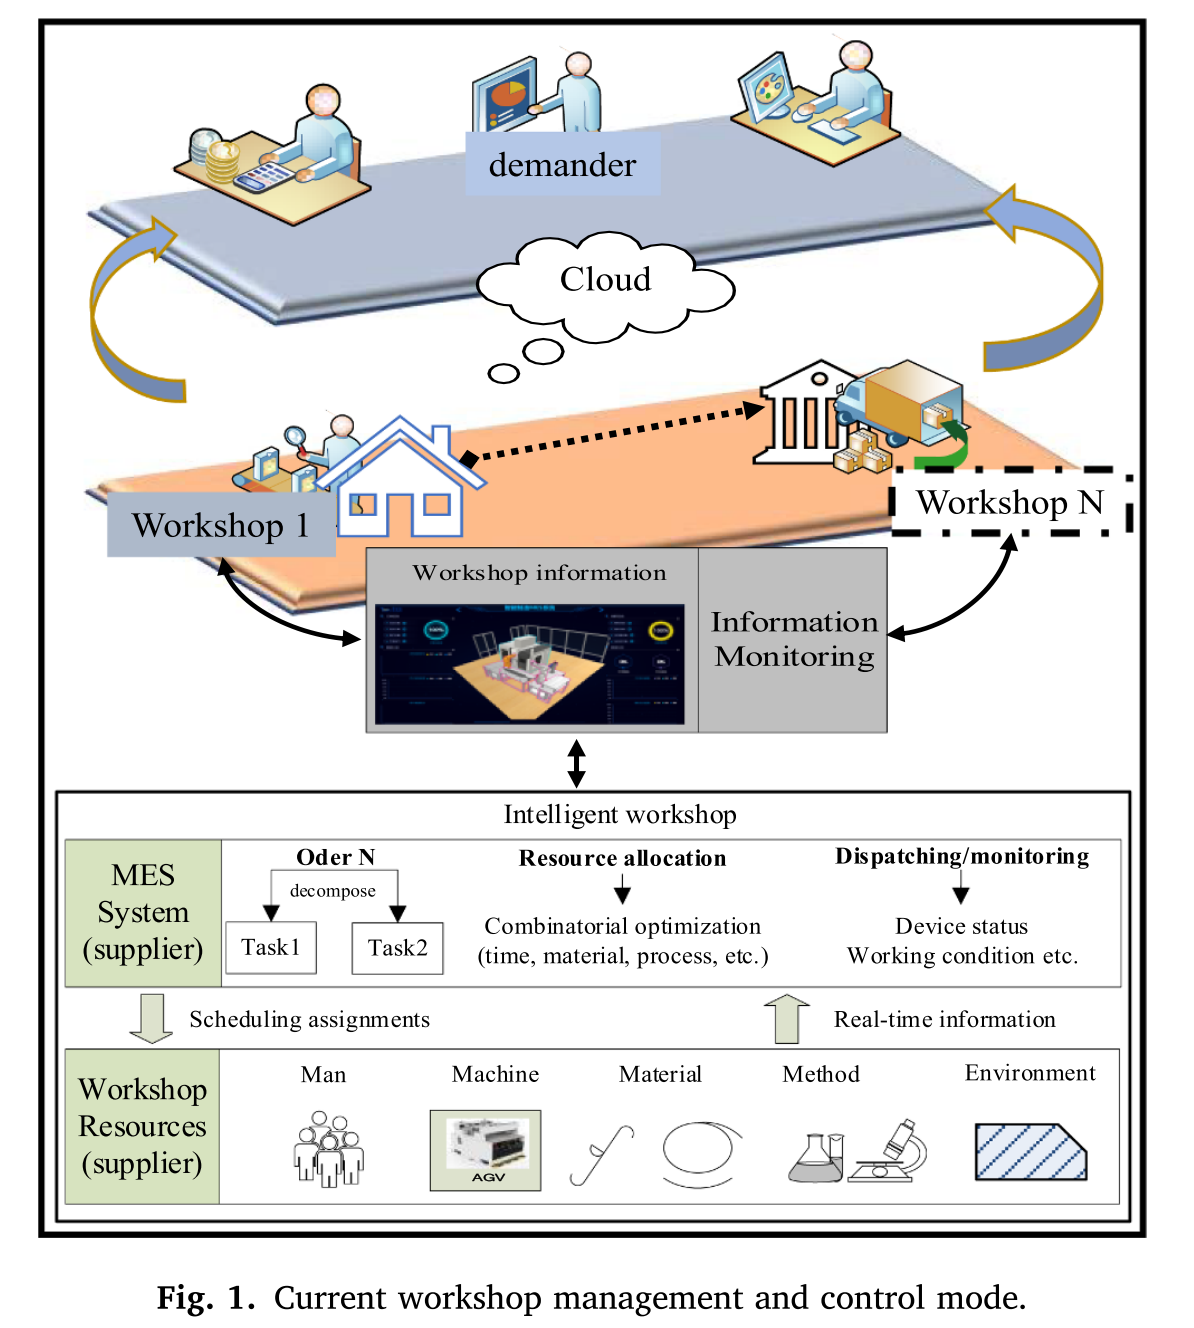 demander
Cloud
Workshop 1
Workshop N
Workshop information
Information
Monitoring
Intelligent workshop
MES
System
(supplier)
Oder N
decompose
Task1
Task2
Resource allocation
Combinatorial optimization
(time, material, process, etc.)
Dispatching/monitoring
Device status
Working condition etc.
Scheduling assignments
Real-time information
Workshop
Resources
(supplier)
Man
Machine
Material
Method
Environment
AGV
Fig. 1. Current workshop management and control mode.